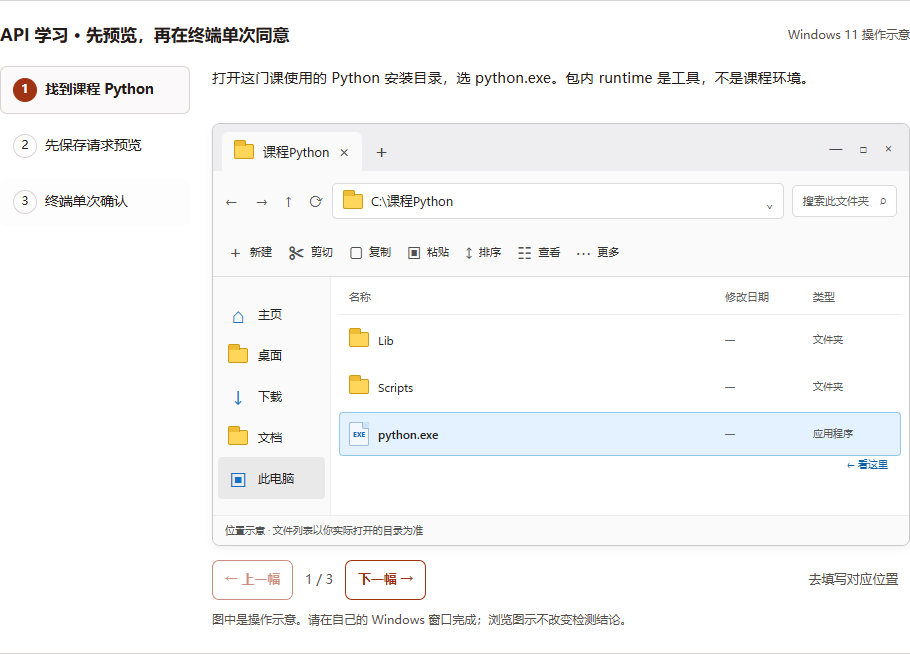 API 学习 · 先预览，再在终端单次同意
Windows 11 操作示意
1 找到课程 Python
2 先保存请求预览
3 终端单次确认
打开这门课使用的 Python 安装目录，选 python.exe。包内 runtime 是工具，不是课程环境。
课程Python × +
C:\课程Python
搜索此文件夹
+ 新建 剪切 复制 粘贴 排序 查看 … 更多
主页
桌面
下载
文档
此电脑
名称 修改日期 类型
Lib — 文件夹
Scripts — 文件夹
EXE python.exe — 应用程序
← 看这里
位置示意 · 文件列表以你实际打开的目录为准
← 上一幅 1 / 3 下一幅 →
去填写对应位置
图中是操作示意。请在自己的 Windows 窗口完成；浏览图示不改变检测结论。